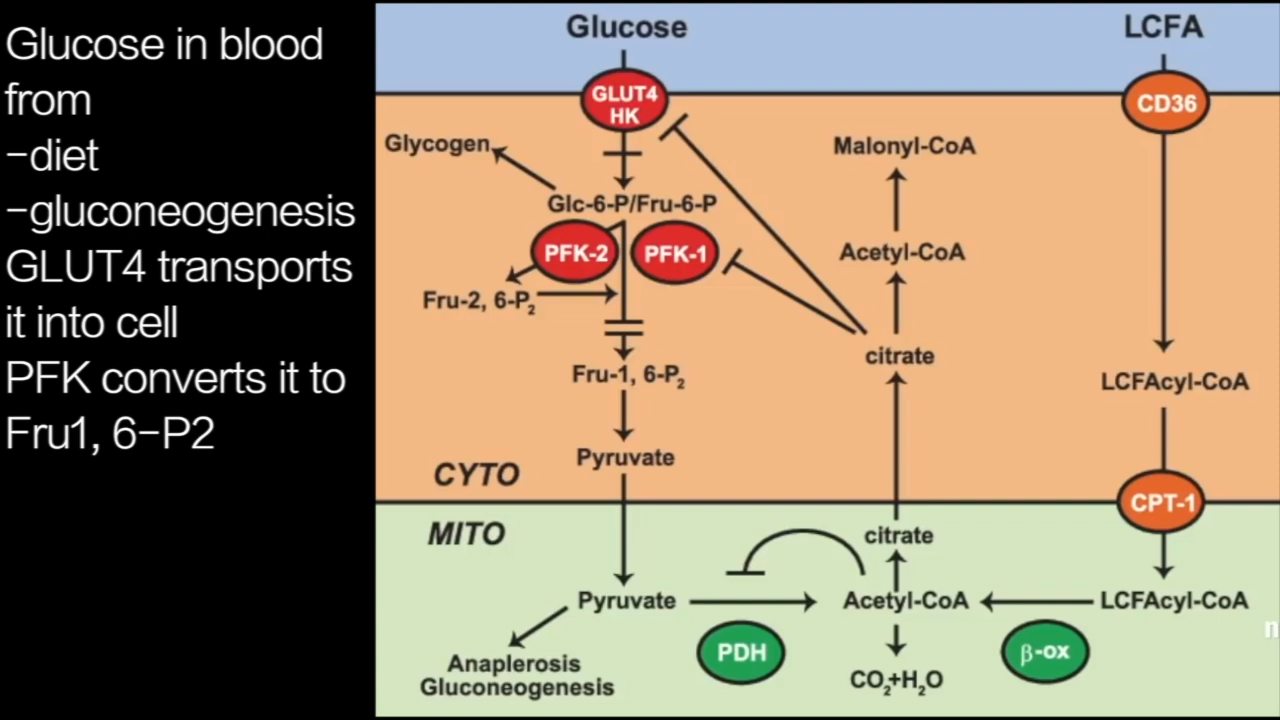 Glucose in blood
from
-diet
-gluconeogenesis
GLUT4 transports
it into cell
PFK converts it to
Fru1, 6-P2
Glucose
LCFA
GLUT4
HK
CD36
Glycogen
Malonyl-CoA
Glc-6-P/Fru-6-P
PFK-2
PFK-1
Acetyl-CoA
Fru-2, 6-P₂
citrate
Fru-1, 6-P₂
LCFAcyl-CoA
Pyruvate
CYTO
CPT-1
MITO
citrate
Pyruvate
Acetyl-CoA
LCFAcyl-CoA
PDH
β-ox
Anaplerosis
Gluconeogenesis
CO₂+H₂O
n